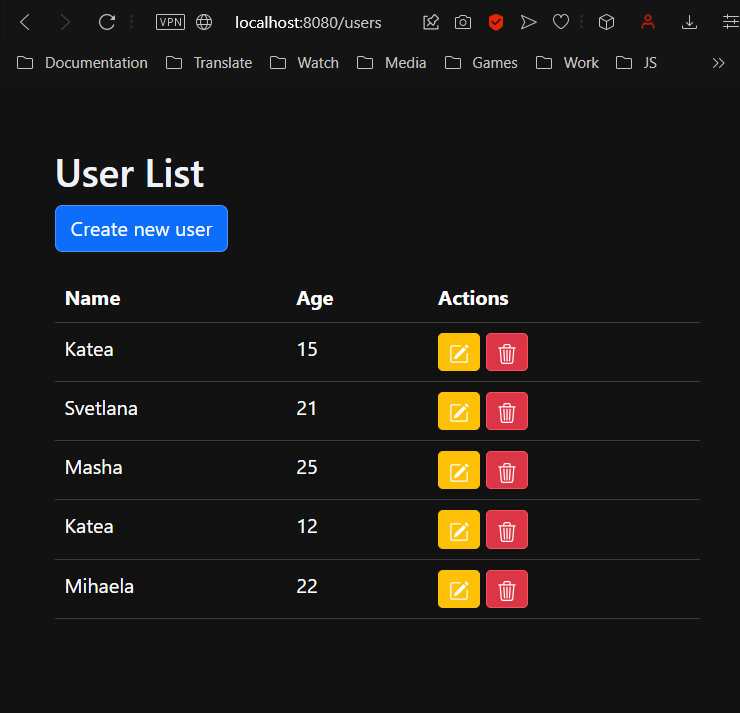 VPN localhost:8080/users
Documentation Translate Watch Media Games Work JS
User List
Create new user
Name Age Actions
Katea 15
Svetlana 21
Masha 25
Katea 12
Mihaela 22